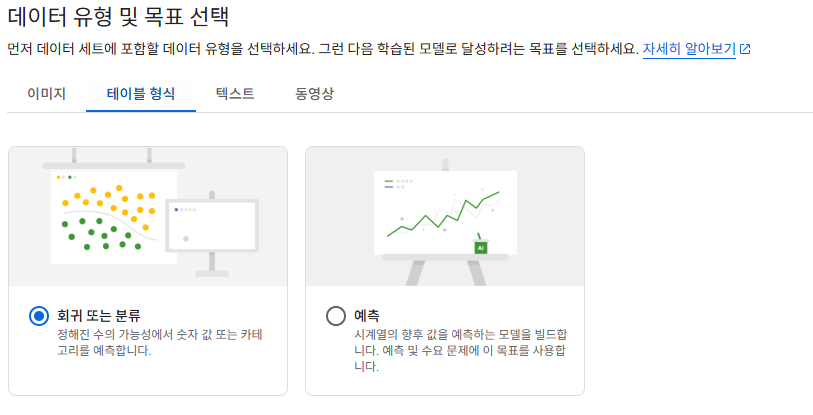 데이터 유형 및 목표 선택
먼저 데이터 세트에 포함할 데이터 유형을 선택하세요. 그런 다음 학습된 모델로 달성하려는 목표를 선택하세요. 자세히 알아보기
이미지 테이블 형식 텍스트 동영상
AI
회귀 또는 분류
정해진 수의 가능성에서 숫자 값 또는 카테
고리를 예측합니다.
예측
시계열의 향후 값을 예측하는 모델을 빌드합
니다. 예측 및 수요 문제에 이 목표를 사용합
니다.